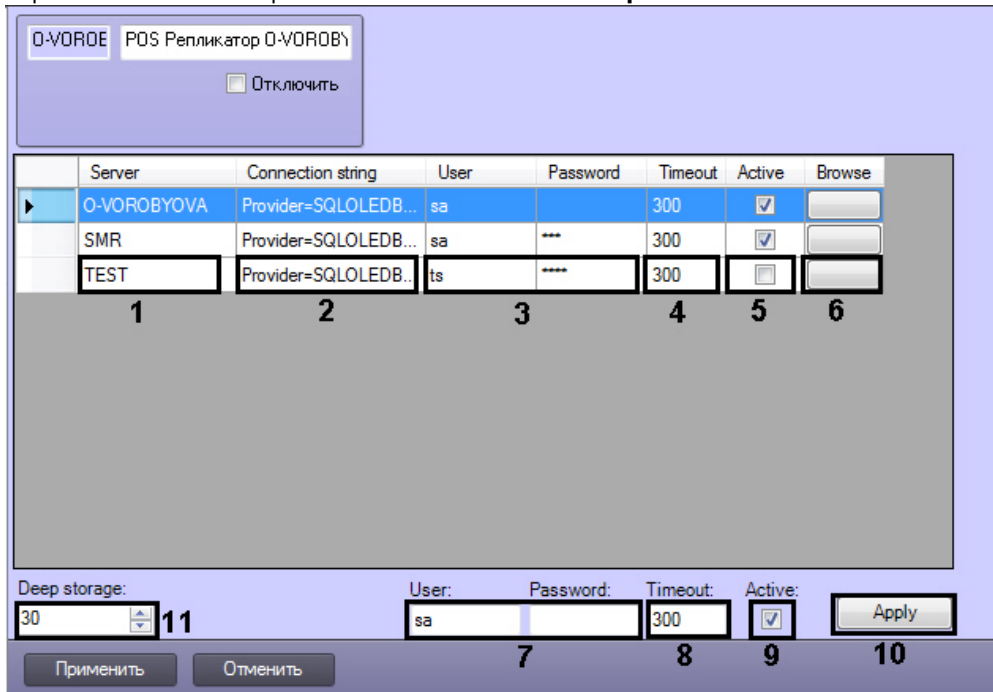 O-VOROB POS Репликатор O-VOROBY
Отключить
Server Connection string User Password Timeout Active Browse
O-VOROBYOVA Provider=SQLOLEDB... sa 300
SMR Provider=SQLOLEDB... sa *** 300
TEST Provider=SQLOLEDB... ts **** 300
1 2 3 4 5 6
Deep storage: User: Password: Timeout: Active:
30 11 sa 300 Apply
7 8 9 10
Применить Отменить